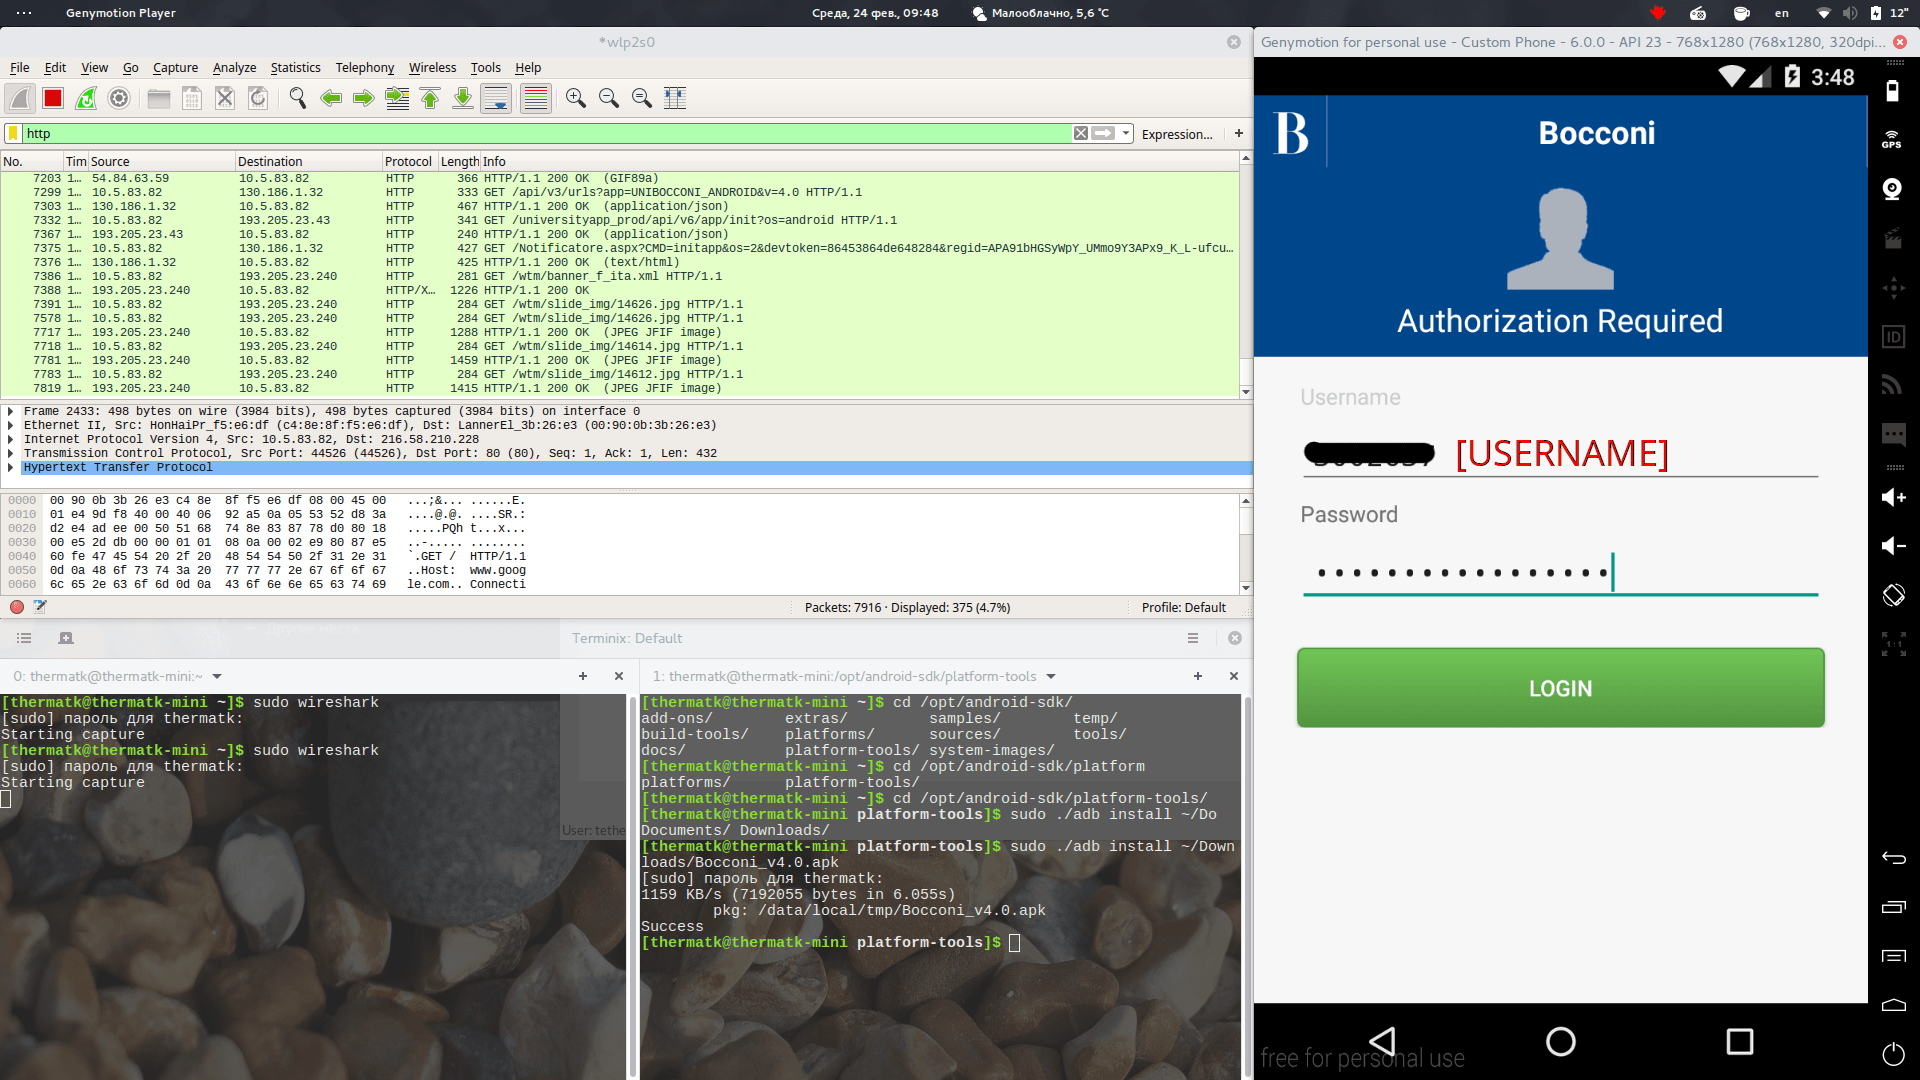 Genymotion Player
Среда, 24 фев., 09:48
Малооблачно, 5,6 °C
en
12"
*wlp2s0
File Edit View Go Capture Analyze Statistics Telephony Wireless Tools Help
http
Expression... +
No. Tim Source Destination Protocol Length Info
7203 1... 54.84.63.59 10.5.83.82 HTTP 366 HTTP/1.1 200 OK (GIF89a)
7299 1... 10.5.83.82 130.186.1.32 HTTP 333 GET /api/v3/urls?app=UNIBOCCONI_ANDROID&v=4.0 HTTP/1.1
7303 1... 130.186.1.32 10.5.83.82 HTTP 467 HTTP/1.1 200 OK (application/json)
7332 1... 10.5.83.82 193.205.23.43 HTTP 341 GET /universityapp_prod/api/v6/app/init?os=android HTTP/1.1
7367 1... 193.205.23.43 10.5.83.82 HTTP 240 HTTP/1.1 200 OK (application/json)
7375 1... 10.5.83.82 130.186.1.32 HTTP 427 GET /Notificatore.aspx?CMD=initapp&os=2&devtoken=86453864de648284&regid=APA91bHGSyWpY_UMmo9Y3APx9_K_L-ufcu...
7376 1... 130.186.1.32 10.5.83.82 HTTP 425 HTTP/1.1 200 OK (text/html)
7386 1... 10.5.83.82 193.205.23.240 HTTP 281 GET /wtm/banner_f_ita.xml HTTP/1.1
7388 1... 193.205.23.240 10.5.83.82 HTTP/X... 1226 HTTP/1.1 200 OK
7391 1... 10.5.83.82 193.205.23.240 HTTP 284 GET /wtm/slide_img/14626.jpg HTTP/1.1
7578 1... 10.5.83.82 193.205.23.240 HTTP 284 GET /wtm/slide_img/14626.jpg HTTP/1.1
7717 1... 193.205.23.240 10.5.83.82 HTTP 1288 HTTP/1.1 200 OK (JPEG JFIF image)
7718 1... 10.5.83.82 193.205.23.240 HTTP 284 GET /wtm/slide_img/14614.jpg HTTP/1.1
7781 1... 193.205.23.240 10.5.83.82 HTTP 1459 HTTP/1.1 200 OK (JPEG JFIF image)
7783 1... 10.5.83.82 193.205.23.240 HTTP 284 GET /wtm/slide_img/14612.jpg HTTP/1.1
7819 1... 193.205.23.240 10.5.83.82 HTTP 1415 HTTP/1.1 200 OK (JPEG JFIF image)
Frame 2433: 498 bytes on wire (3984 bits), 498 bytes captured (3984 bits) on interface 0
Ethernet II, Src: HonHaiPr_f5:e6:df (c4:8e:8f:f5:e6:df), Dst: LannerEl_3b:26:e3 (00:90:0b:3b:26:e3)
Internet Protocol Version 4, Src: 10.5.83.82, Dst: 216.58.210.228
Transmission Control Protocol, Src Port: 44526 (44526), Dst Port: 80 (80), Seq: 1, Ack: 1, Len: 432
Hypertext Transfer Protocol
0000 00 90 0b 3b 26 e3 c4 8e 8f f5 e6 df 08 00 45 00 ...;&... ......E.
0010 01 e4 9d f8 40 00 40 06 92 a5 0a 05 53 52 d8 3a ....@.@. ....SR.:
0020 d2 e4 ad ee 00 50 51 68 74 8e 83 87 78 d0 80 18 .....PQh t...x...
0030 00 e5 2d db 00 00 01 01 08 0a 00 02 e9 80 87 e5 ..-..... ........
0040 60 fe 47 45 54 20 2f 20 48 54 54 50 2f 31 2e 31 `.GET / HTTP/1.1
0050 0d 0a 48 6f 73 74 3a 20 77 77 77 2e 67 6f 6f 67 ..Host: www.goog
0060 6c 65 2e 63 6f 6d 0d 0a 43 6f 6e 6e 65 63 74 69 le.com.. Connecti
Packets: 7916 · Displayed: 375 (4.7%)
Profile: Default
Terminix: Default
0: thermatk@thermatk-mini:~
[thermatk@thermatk-mini ~]$ sudo wireshark
[sudo] пароль для thermatk:
Starting capture
[thermatk@thermatk-mini ~]$ sudo wireshark
[sudo] пароль для thermatk:
Starting capture
User: tethe
1: thermatk@thermatk-mini:/opt/android-sdk/platform-tools
[thermatk@thermatk-mini ~]$ cd /opt/android-sdk/
add-ons/ extras/ samples/ temp/
build-tools/ platforms/ sources/ tools/
docs/ platform-tools/ system-images/
[thermatk@thermatk-mini ~]$ cd /opt/android-sdk/platform
platforms/ platform-tools/
[thermatk@thermatk-mini ~]$ cd /opt/android-sdk/platform-tools/
[thermatk@thermatk-mini platform-tools]$ sudo ./adb install ~/Do
Documents/ Downloads/
[thermatk@thermatk-mini platform-tools]$ sudo ./adb install ~/Down
loads/Bocconi_v4.0.apk
[sudo] пароль для thermatk:
1159 KB/s (7192055 bytes in 6.055s)
pkg: /data/local/tmp/Bocconi_v4.0.apk
Success
[thermatk@thermatk-mini platform-tools]$
Genymotion for personal use - Custom Phone - 6.0.0 - API 23 - 768x1280 (768x1280, 320dpi...
3:48
B
Bocconi
Authorization Required
Username
[USERNAME]
Password
LOGIN
free for personal use
GPS
ID
1:1